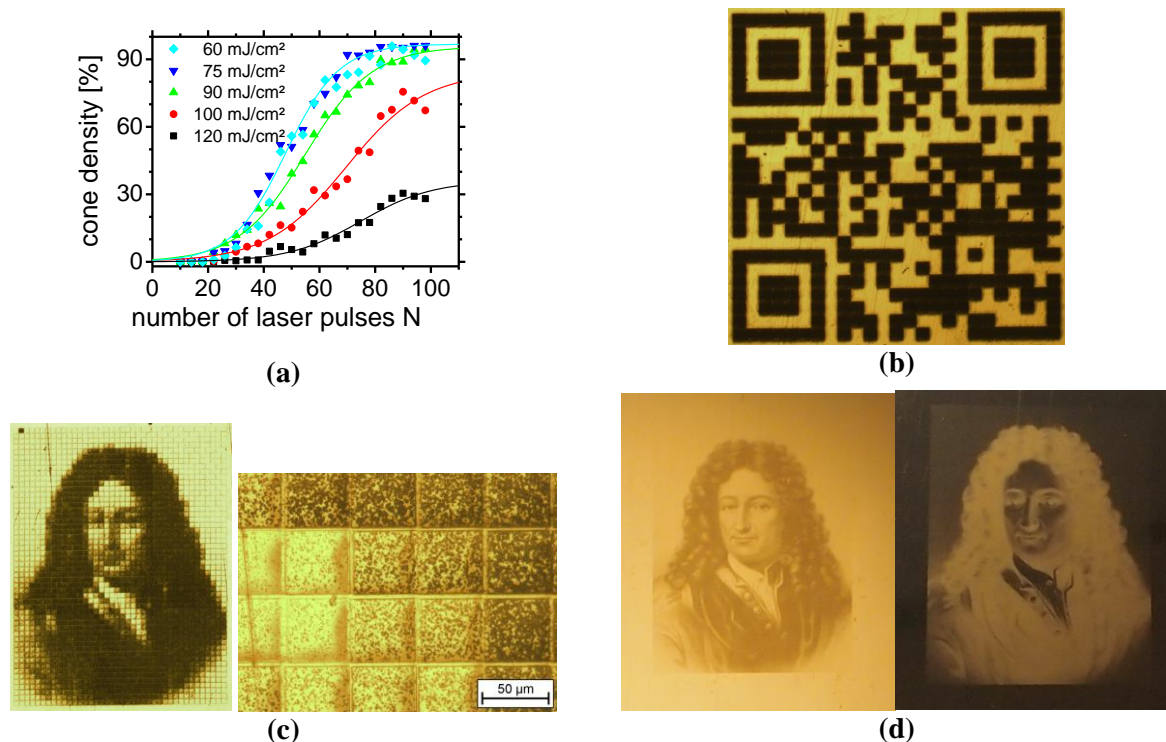 90
60
30
0
cone density [%]
60 mJ/cm²
75 mJ/cm²
90 mJ/cm²
100 mJ/cm²
120 mJ/cm²
0 20 40 60 80 100
number of laser pulses N
(a)
(b)
50 µm
(c)
(d)